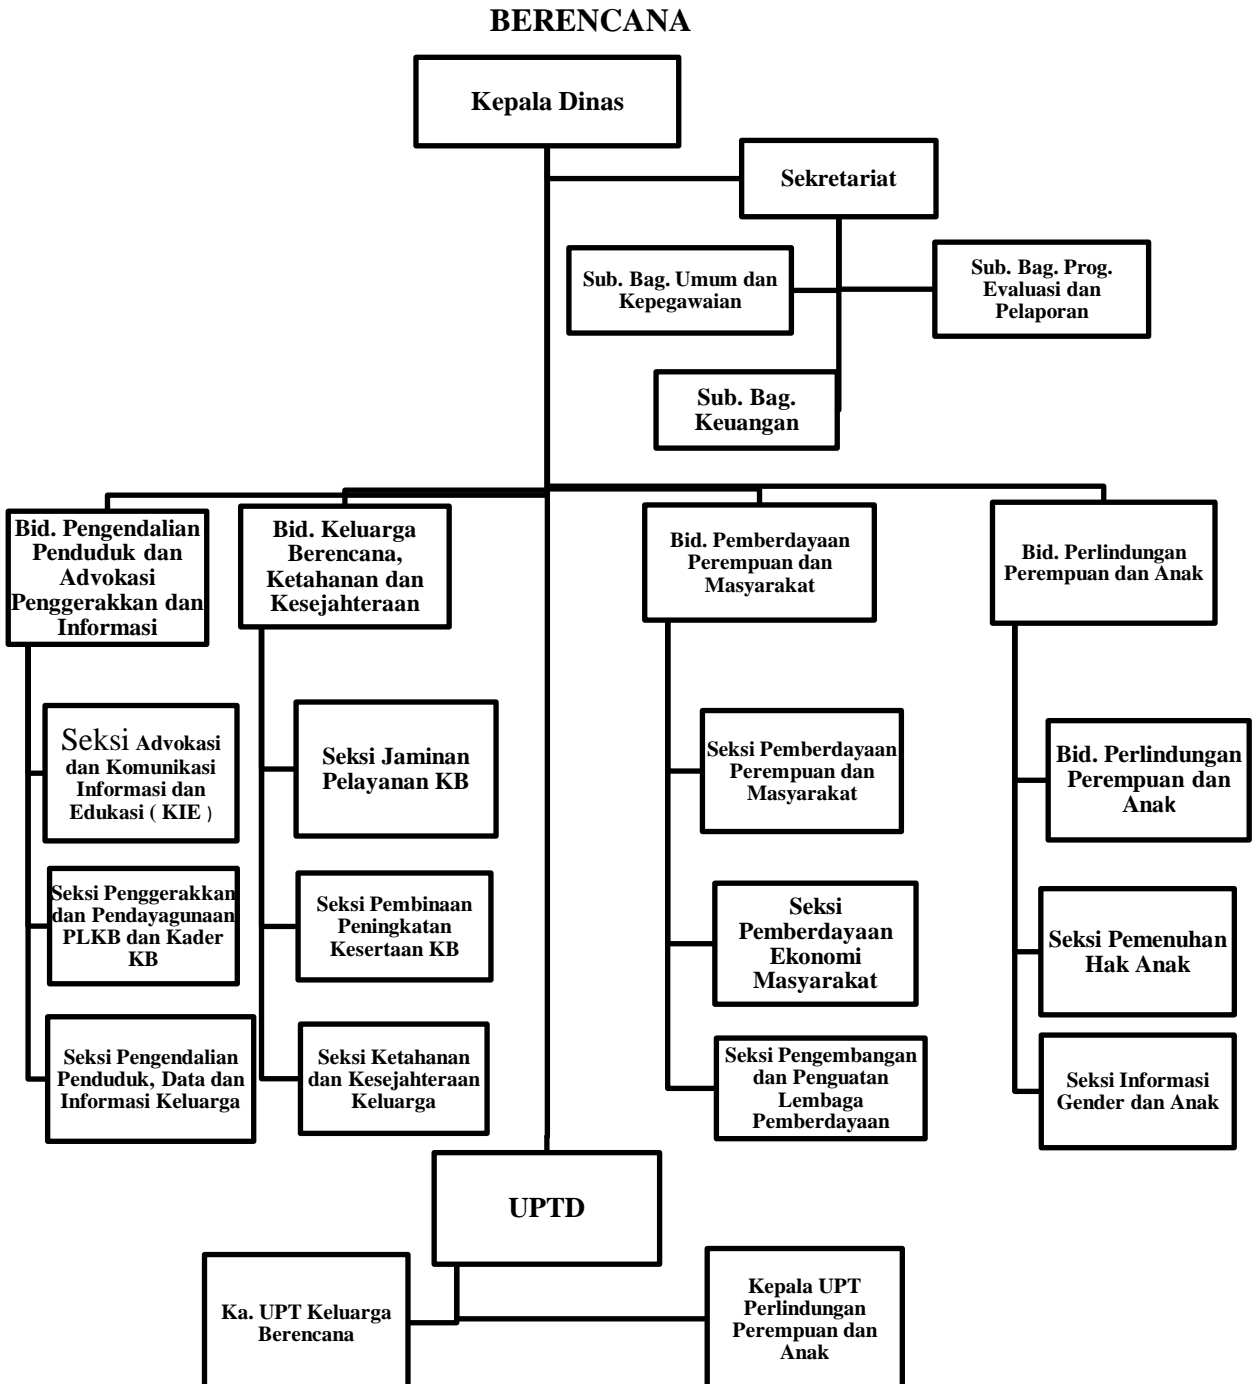 BERENCANA
Kepala Dinas
Sekretariat
Sub. Bag. Umum dan
Kepegawaian
Sub. Bag. Prog.
Evaluasi dan
Pelaporan
Sub. Bag.
Keuangan
Bid. Pengendalian
Penduduk dan
Advokasi
Penggerakkan dan
Informasi
Bid. Keluarga
Berencana,
Ketahanan dan
Kesejahteraan
Bid. Pemberdayaan
Perempuan dan
Masyarakat
Bid. Perlindungan
Perempuan dan Anak
Seksi Advokasi
dan Komunikasi
Informasi dan
Edukasi ( KIE )
Seksi Jaminan
Pelayanan KB
Seksi Pemberdayaan
Perempuan dan
Masyarakat
Bid. Perlindungan
Perempuan dan
Anak
Seksi Penggerakkan
dan Pendayagunaan
PLKB dan Kader
KB
Seksi Pembinaan
Peningkatan
Kesertaan KB
Seksi
Pemberdayaan
Ekonomi
Masyarakat
Seksi Pemenuhan
Hak Anak
Seksi Pengendalian
Penduduk, Data dan
Informasi Keluarga
Seksi Ketahanan
dan Kesejahteraan
Keluarga
Seksi Pengembangan
dan Penguatan
Lembaga
Pemberdayaan
Seksi Informasi
Gender dan Anak
UPTD
Ka. UPT Keluarga
Berencana
Kepala UPT
Perlindungan
Perempuan dan
Anak